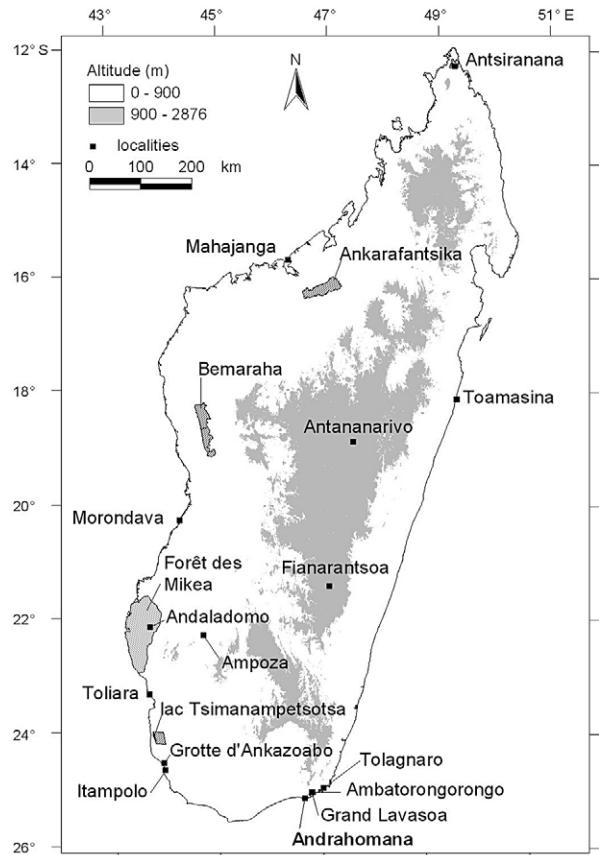 43° 45° 47° 49° 51° E
12° S
Altitude (m)
0 - 900
900 - 2876
localities
0 100 200 km
N
Antsiranana
14°
Mahajanga
Ankarafantsika
16°
Bemaraha
18°
Toamasina
Antananarivo
20°
Morondava
Forêt des
Mikea
Fianarantsoa
22°
Andaladomo
Ampoza
Toliara
lac Tsimanampetsotsa
24°
Grotte d'Ankazoabo
Tolagnaro
Itampolo
Ambatorongorongo
Grand Lavasoa
Andrahomana
26°